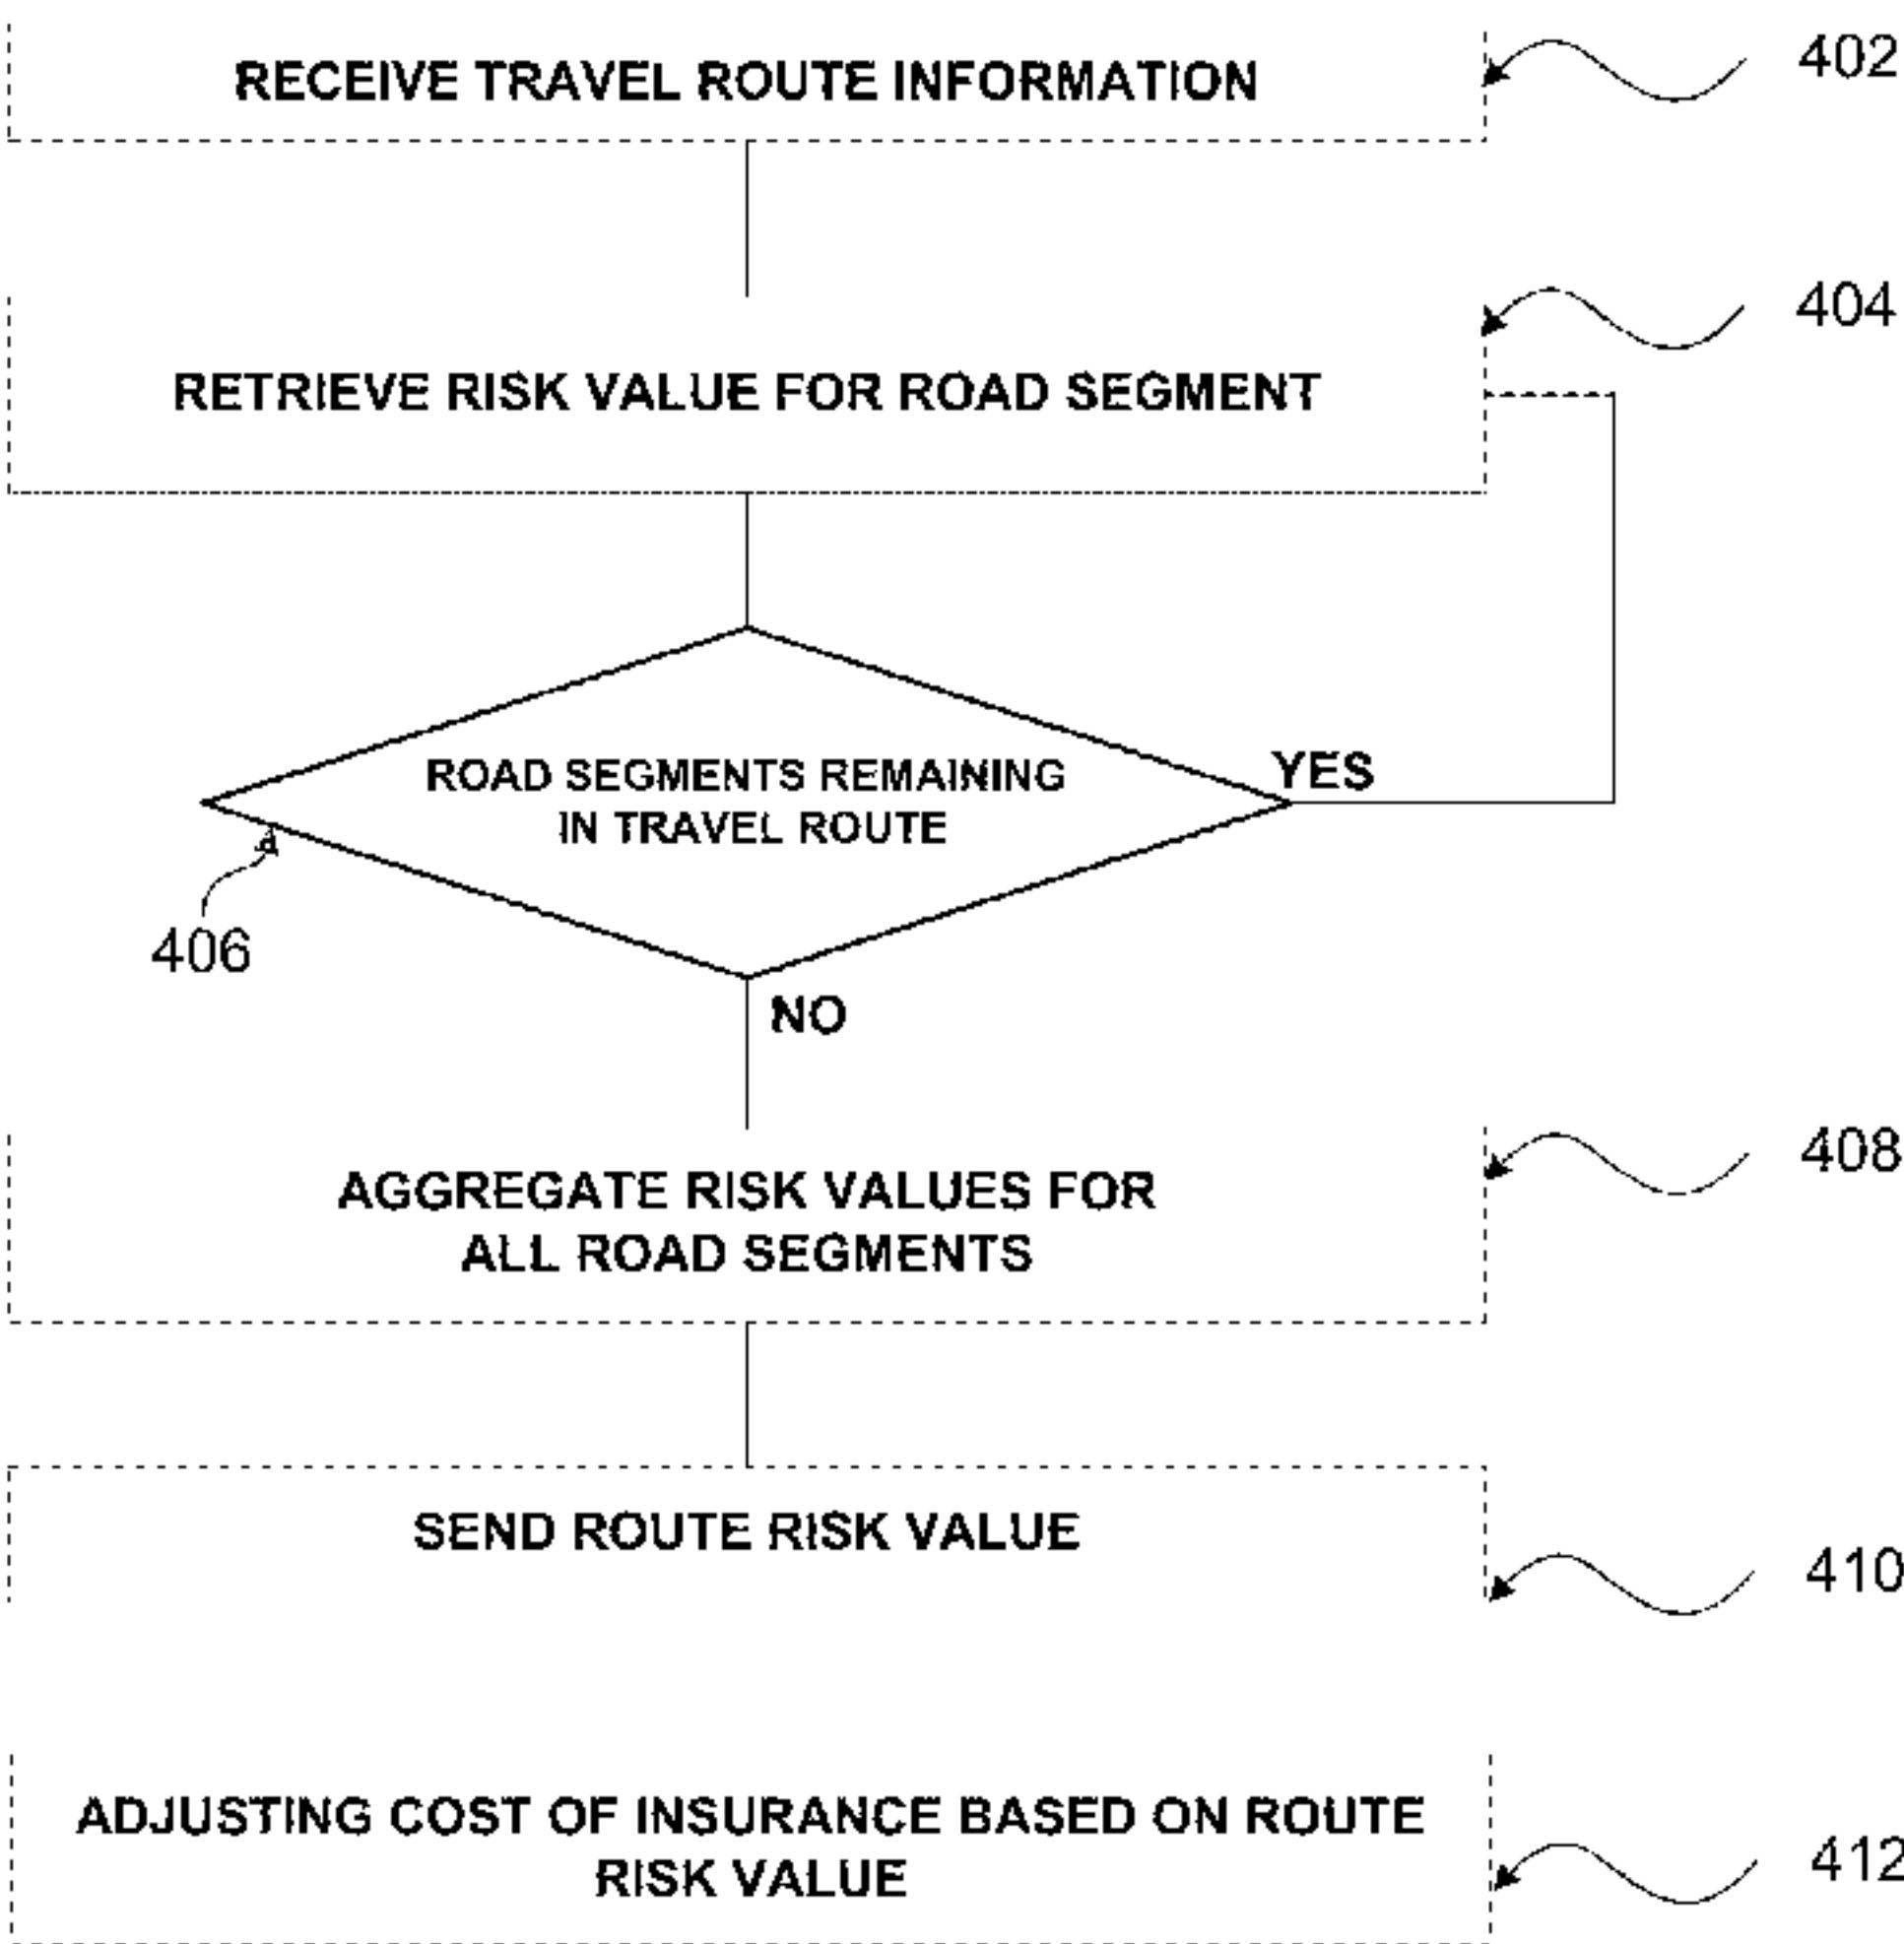 RECEIVE TRAVEL ROUTE INFORMATION
402
404
RETRIEVE RISK VALUE FOR ROAD SEGMENT
YES
ROAD SEGMENTS REMAINING
IN TRAVEL ROUTE
406
NO
408
AGGREGATE RISK VALUES FOR
ALL ROAD SEGMENTS
SEND ROUTE RISK VALUE
410
ADJUSTING COST OF INSURANCE BASED ON ROUTE
RISK VALUE
412